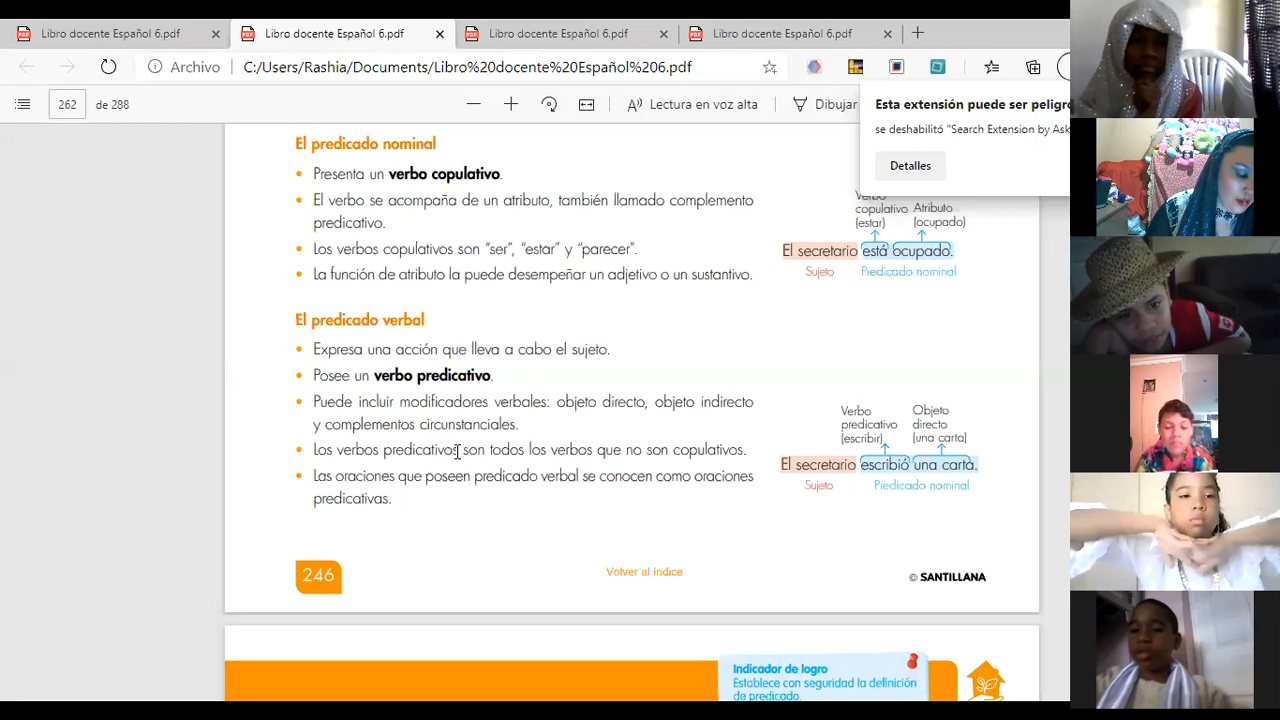 Libro docente Español 6.pdf
Libro docente Español 6.pdf
Libro docente Español 6.pdf
Libro docente Español 6.pdf
Archivo
C:/Users/Rashia/Documents/Libro%20docente%20Español%206.pdf
262 de 288
Lectura en voz alta
Dibujar
Esta extensión puede ser peligro
se deshabilitó "Search Extension by Ask
Detalles
El predicado nominal
• Presenta un verbo copulativo.
• El verbo se acompaña de un atributo, también llamado complemento
predicativo.
• Los verbos copulativos son “ser”, “estar” y “parecer”.
• La función de atributo la puede desempeñar un adjetivo o un sustantivo.
copulativo
(estar)
Atributo
(ocupado)
El secretario está ocupado.
Sujeto
Predicado nominal
El predicado verbal
• Expresa una acción que lleva a cabo el sujeto.
• Posee un verbo predicativo.
• Puede incluir modificadores verbales: objeto directo, objeto indirecto
y complementos circunstanciales.
• Los verbos predicativos son todos los verbos que no son copulativos.
• Las oraciones que poseen predicado verbal se conocen como oraciones
predicativas.
Verbo
predicativo
(escribir)
Objeto
directo
(una carta)
El secretario escribió una carta.
Sujeto
Predicado nominal
246
Volver al índice
© SANTILLANA
Indicador de logro
Establece con seguridad la definición
de predicado.